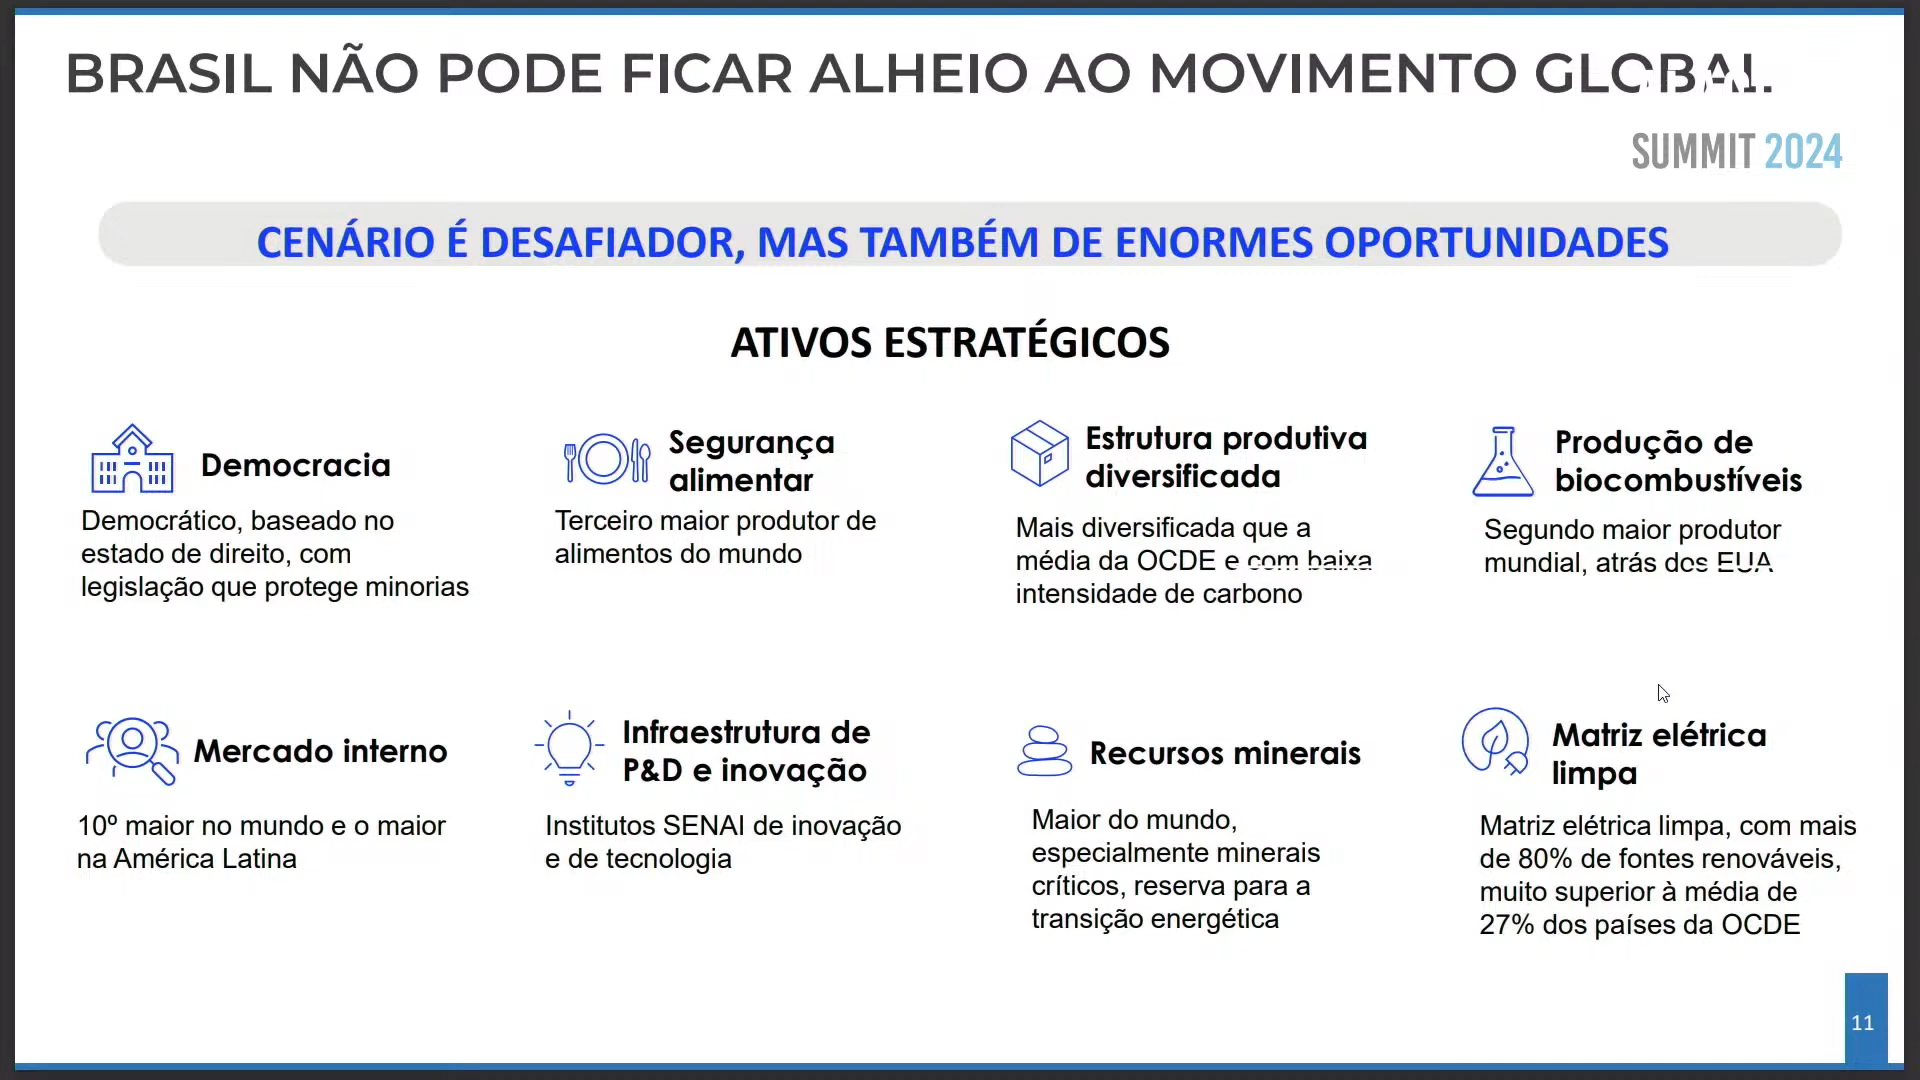 BRASIL NÃO PODE FICAR ALHEIO AO MOVIMENTO GLOBAL.
SUMMIT 2024
CENÁRIO É DESAFIADOR, MAS TAMBÉM DE ENORMES OPORTUNIDADES
ATIVOS ESTRATÉGICOS
Democracia
Democrático, baseado no
estado de direito, com
legislação que protege minorias
Segurança
alimentar
Terceiro maior produtor de
alimentos do mundo
Estrutura produtiva
diversificada
Mais diversificada que a
média da OCDE e com baixa
intensidade de carbono
Produção de
biocombustíveis
Segundo maior produtor
mundial, atrás dos EUA
Mercado interno
10º maior no mundo e o maior
na América Latina
Infraestrutura de
P&D e inovação
Institutos SENAI de inovação
e de tecnologia
Recursos minerais
Maior do mundo,
especialmente minerais
críticos, reserva para a
transição energética
Matriz elétrica
limpa
Matriz elétrica limpa, com mais
de 80% de fontes renováveis,
muito superior à média de
27% dos países da OCDE
11